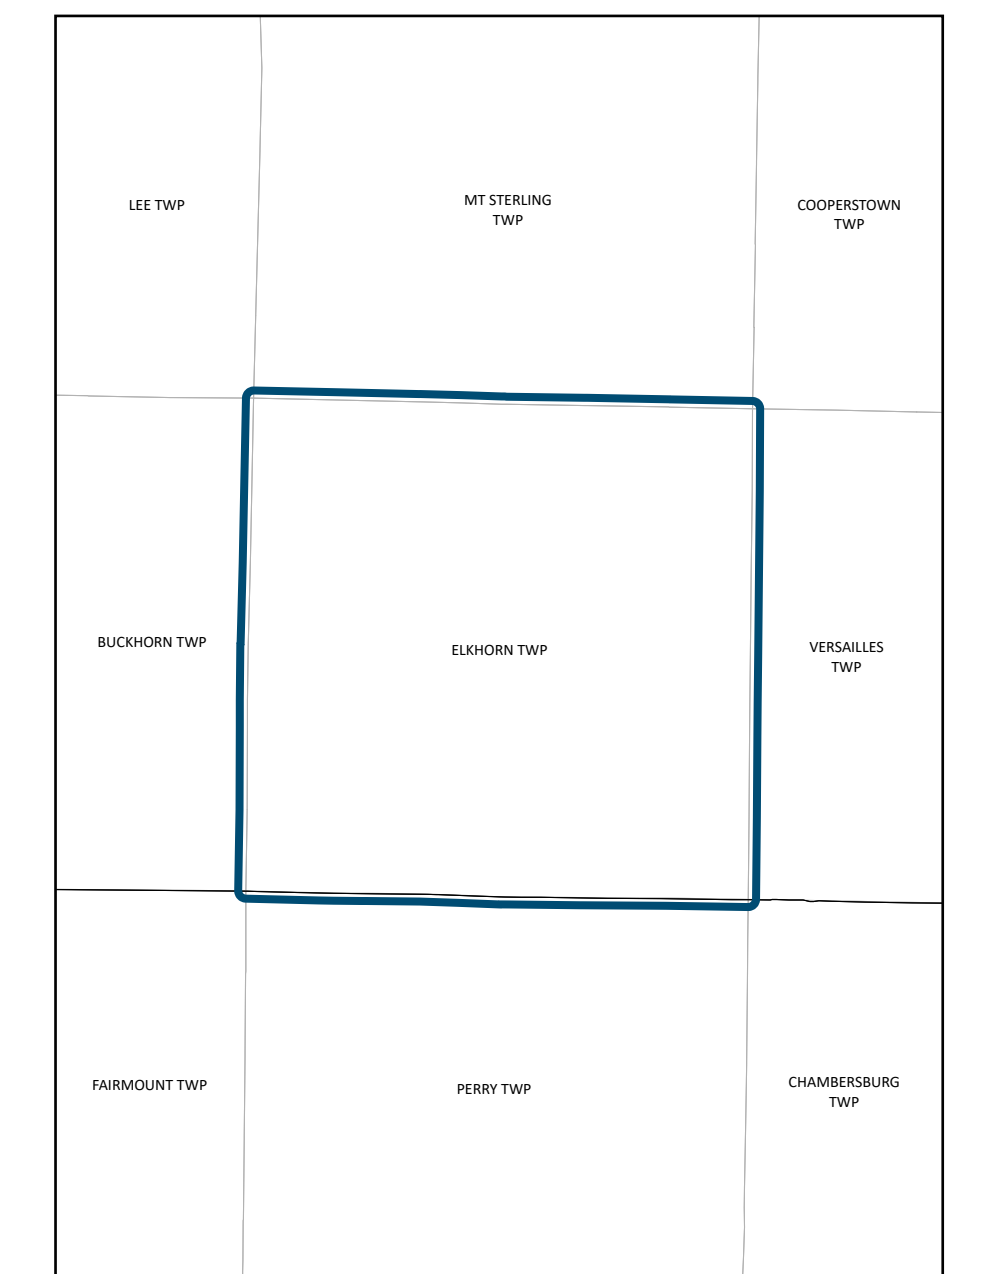 LEE TWP
MT STERLING
TWP
COOPERSTOWN
TWP
BUCKHORN TWP
ELKHORN TWP
VERSAILLES
TWP
FAIRMOUNT TWP
PERRY TWP
CHAMBERSBURG
TWP